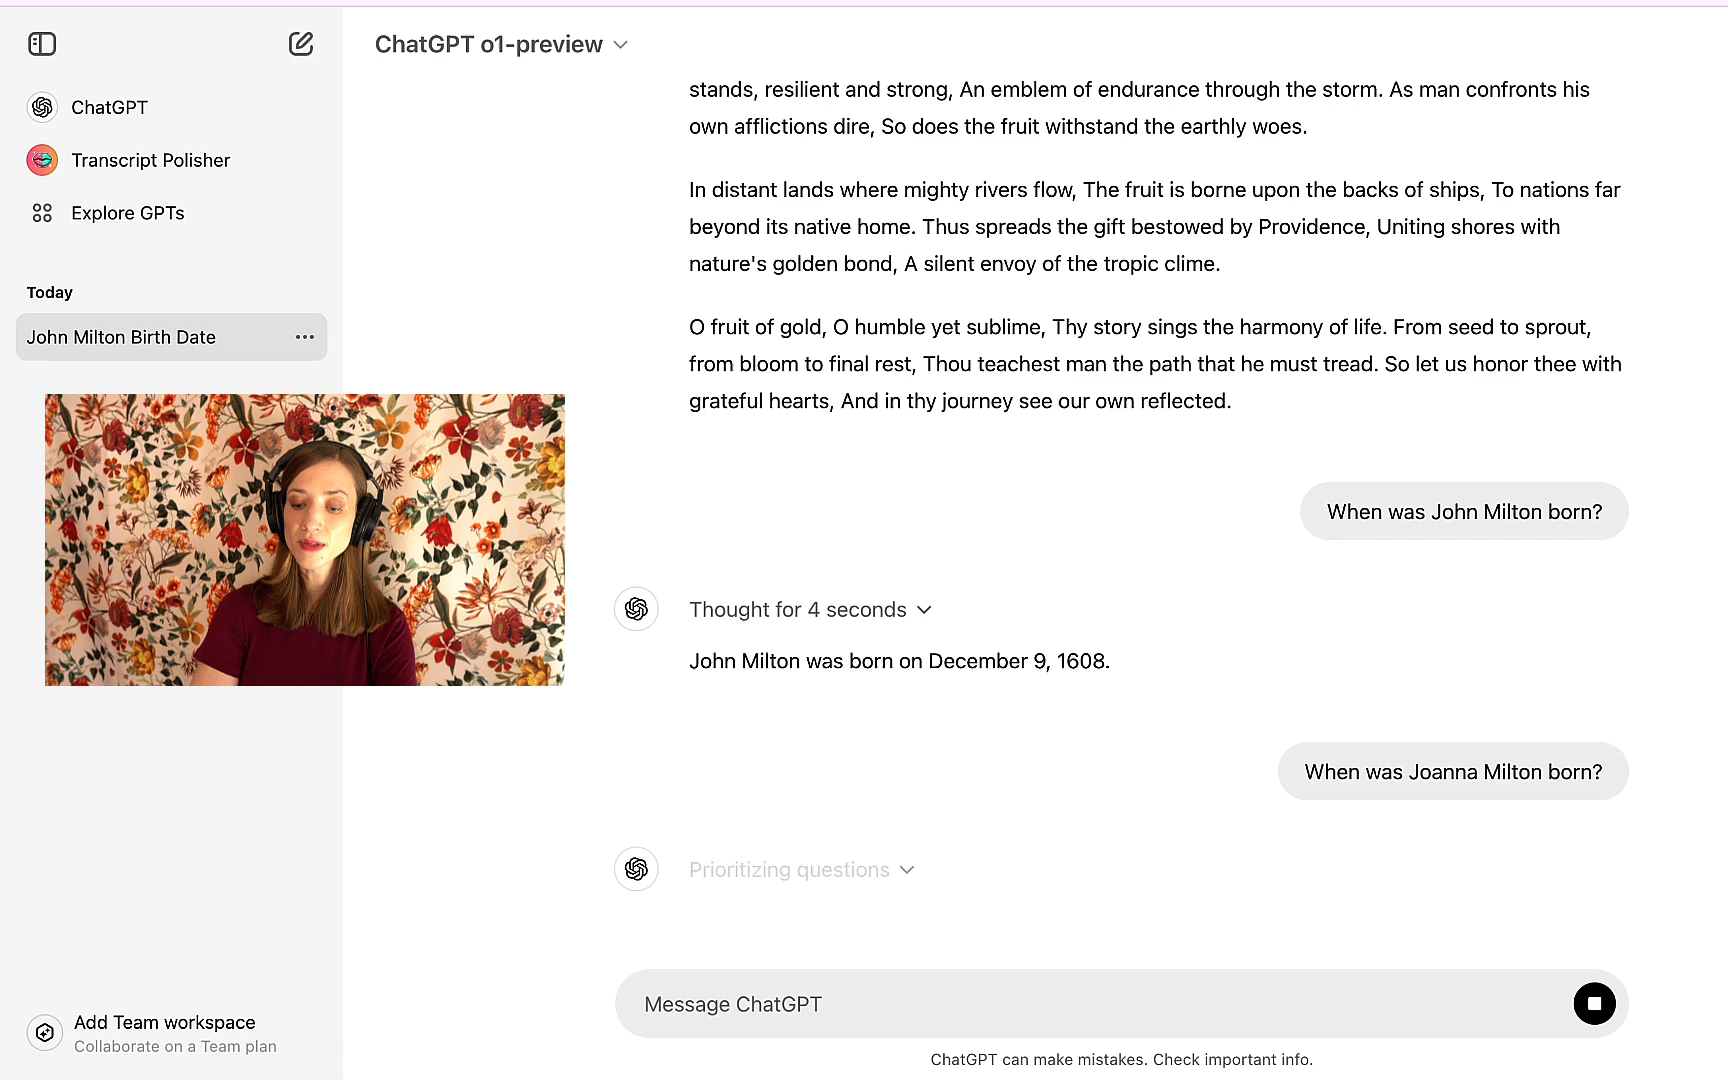 ChatGPT o1-preview
ChatGPT
Transcript Polisher
Explore GPTs
Today
John Milton Birth Date
stands, resilient and strong, An emblem of endurance through the storm. As man confronts his
own afflictions dire, So does the fruit withstand the earthly woes.
In distant lands where mighty rivers flow, The fruit is borne upon the backs of ships, To nations far
beyond its native home. Thus spreads the gift bestowed by Providence, Uniting shores with
nature's golden bond, A silent envoy of the tropic clime.
O fruit of gold, O humble yet sublime, Thy story sings the harmony of life. From seed to sprout,
from bloom to final rest, Thou teachest man the path that he must tread. So let us honor thee with
grateful hearts, And in thy journey see our own reflected.
When was John Milton born?
Thought for 4 seconds
John Milton was born on December 9, 1608.
When was Joanna Milton born?
Prioritizing questions
Message ChatGPT
ChatGPT can make mistakes. Check important info.
Add Team workspace
Collaborate on a Team plan